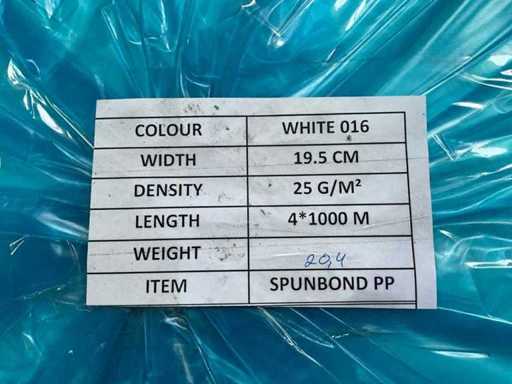 COLOUR WHITE 016
WIDTH 19.5 CM
DENSITY 25 G/M²
LENGTH 4*1000 M
WEIGHT 20,4
ITEM SPUNBOND PP